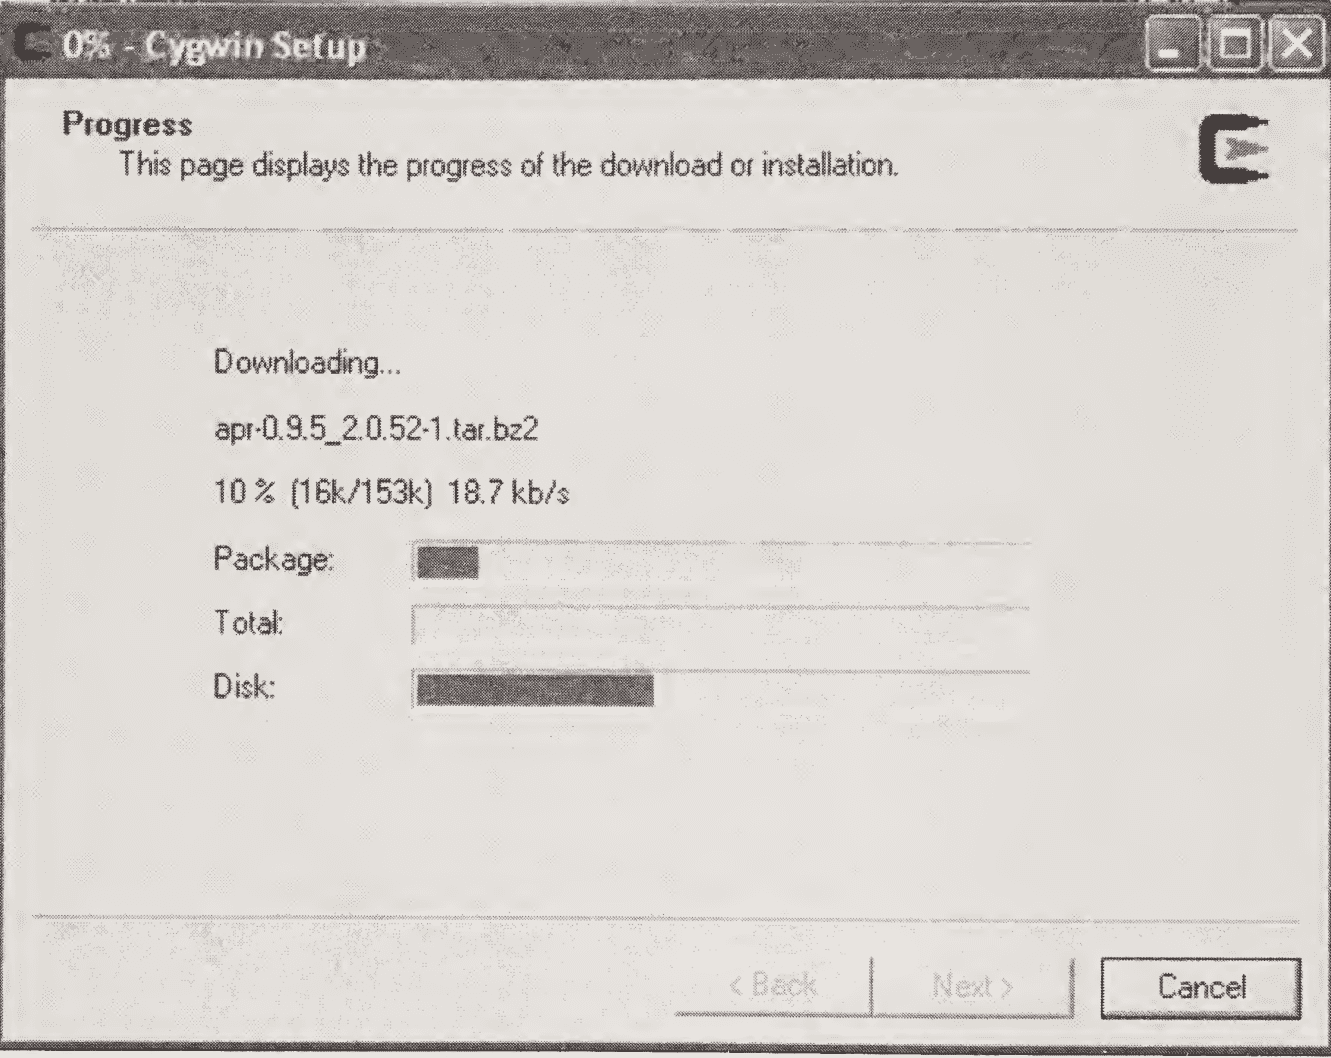 0% - Cygwin Setup
Progress
This page displays the progress of the download or installation.
Downloading...
apr-0.9.5_2.0.52-1.tar.bz2
10 % (16k/153k) 18.7 kb/s
Package:
Total:
Disk:
< Back
Next >
Cancel